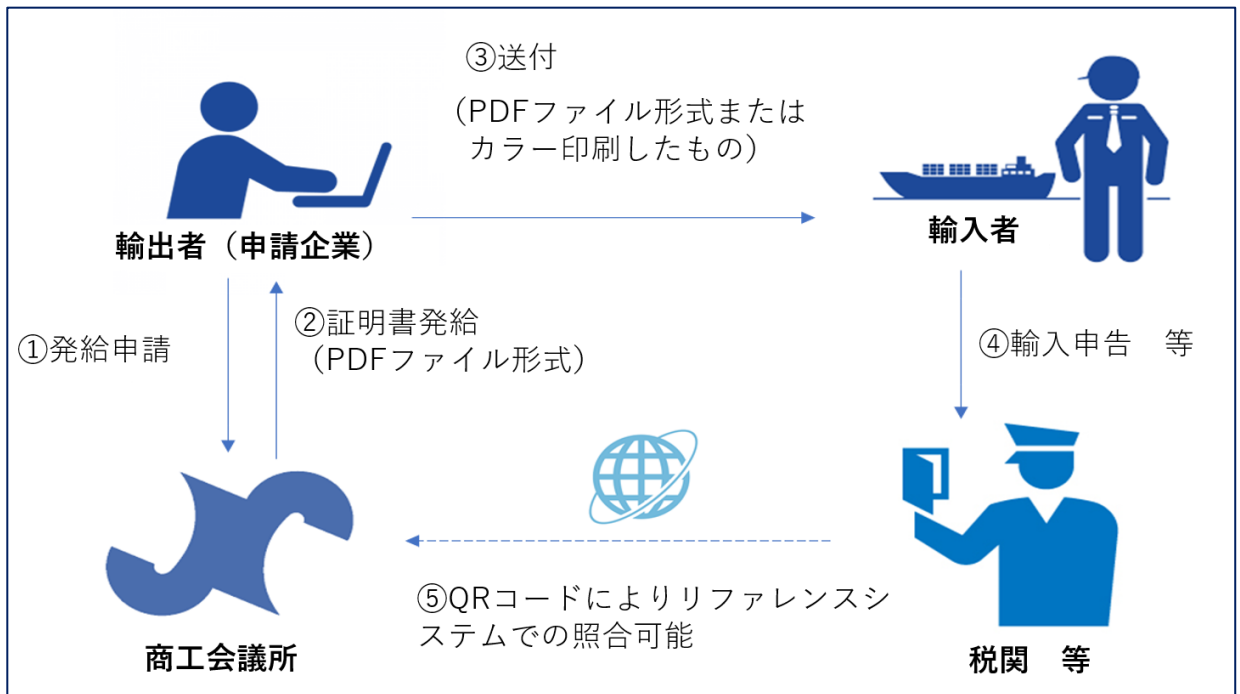 ③送付
（PDFファイル形式または
カラー印刷したもの）
輸出者（申請企業）
輸入者
①発給申請
②証明書発給
（PDFファイル形式）
④輸入申告　等
⑤QRコードによりリファレンスシ
ステムでの照合可能
商工会議所
税関　等